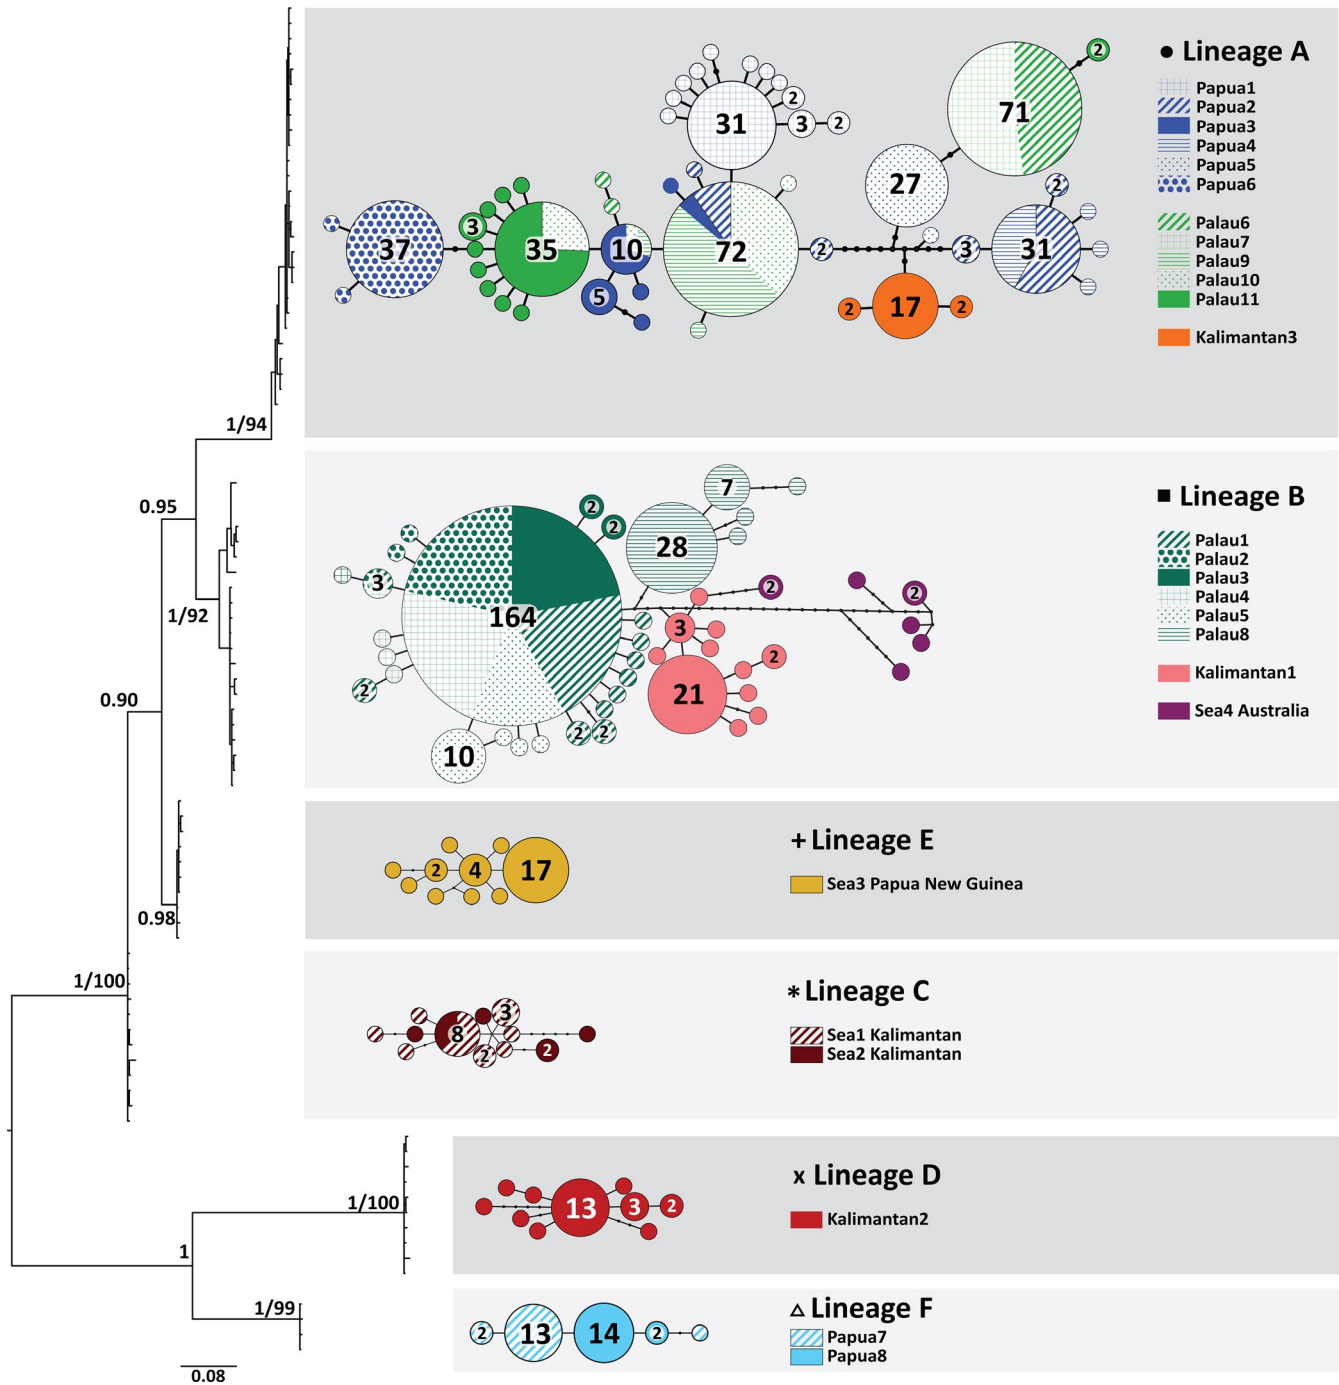 Lineage A
Papua1
Papua2
Papua3
Papua4
Papua5
Papua6
Palau6
Palau7
Palau9
Palau10
Palau11
Kalimantan3
2
71
31
2
3
2
27
2
37
3
35
10
72
2
3
31
5
2
17
2
1/94
Lineage B
Palau1
Palau2
Palau3
Palau4
Palau5
Palau8
Kalimantan1
Sea4 Australia
0.95
7
2
2
28
3
2
2
164
1/92
3
2
2
21
0.90
2
2
10
Lineage E
Sea3 Papua New Guinea
2
4
17
0.98
1/100
Lineage C
Sea1 Kalimantan
Sea2 Kalimantan
3
8
2
2
Lineage D
Kalimantan2
1/100
13
3
2
1
Lineage F
Papua7
Papua8
1/99
2
13
14
2
0.08